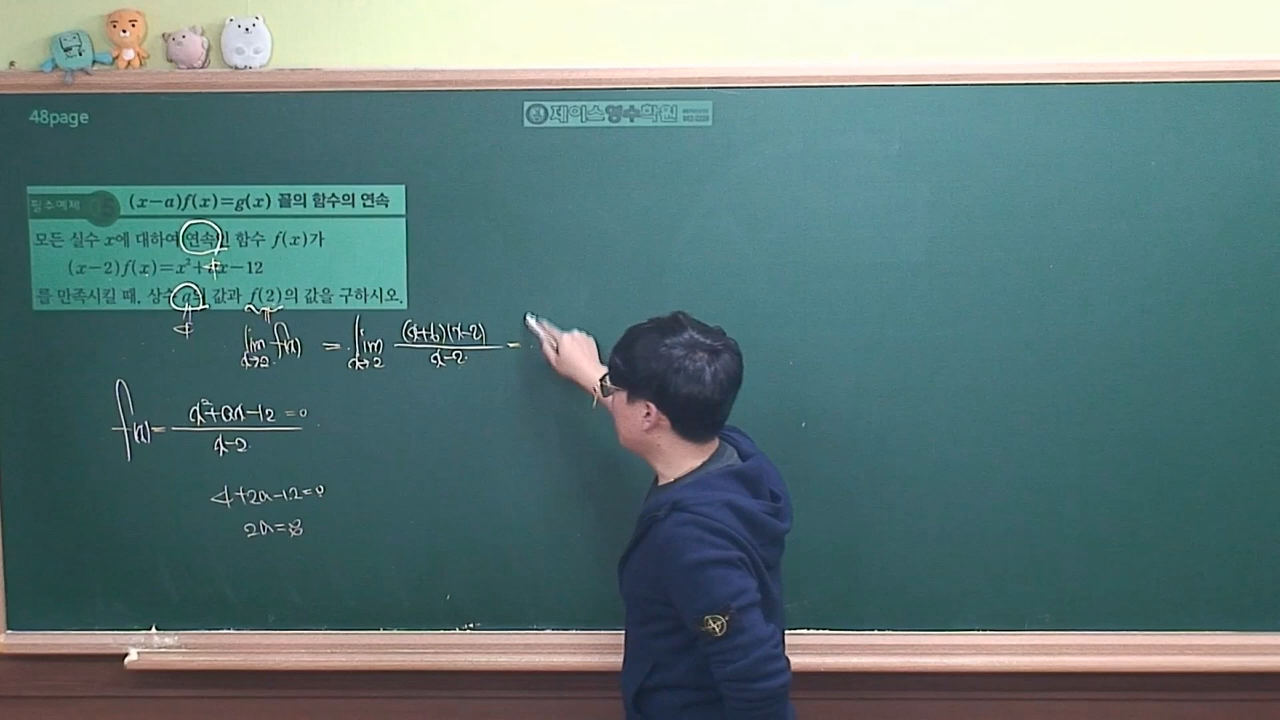 48page
제이스영수학원
필수예제 (x-a)f(x)=g(x) 꼴의 함수의 연속
모든 실수 x에 대하여 연속인 함수 f(x)가
(x-2)f(x)=x²+ax-12
를 만족시킬 때, 상수 a의 값과 f(2)의 값을 구하시오.
4
lim x→2 f(x) = lim x→2 (x+6)(x-2) / x-2 =
f(x)= x²+ax-12 =0 / x-2
4+2a-12=0
2a=8